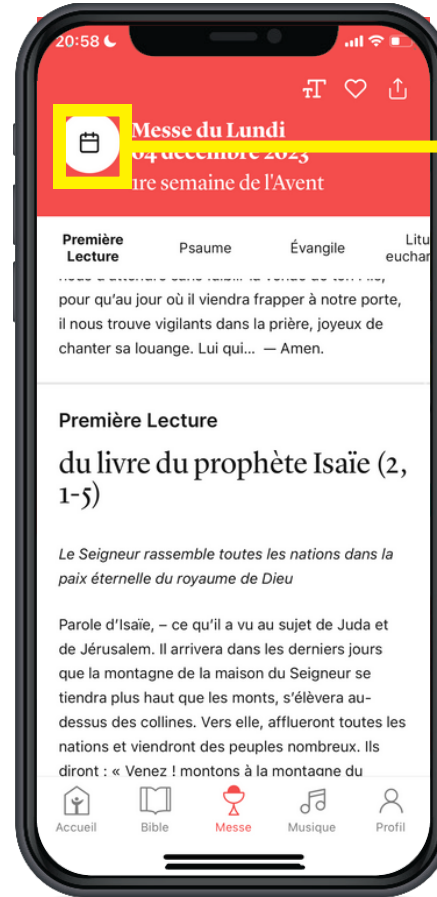 20:58
Messe du Lundi
04 décembre 2023
1re semaine de l'Avent
Première Lecture
Psaume
Évangile
Litu
euchar
pour qu'au jour où il viendra frapper à notre porte,
il nous trouve vigilants dans la prière, joyeux de
chanter sa louange. Lui qui... — Amen.
Première Lecture
du livre du prophète Isaïe (2,
1-5)
Le Seigneur rassemble toutes les nations dans la
paix éternelle du royaume de Dieu
Parole d'Isaïe, – ce qu'il a vu au sujet de Juda et
de Jérusalem. Il arrivera dans les derniers jours
que la montagne de la maison du Seigneur se
tiendra plus haut que les monts, s'élèvera au-
dessus des collines. Vers elle, afflueront toutes les
nations et viendront des peuples nombreux. Ils
diront : « Venez ! montons à la montagne du
Accueil
Bible
Messe
Musique
Profil